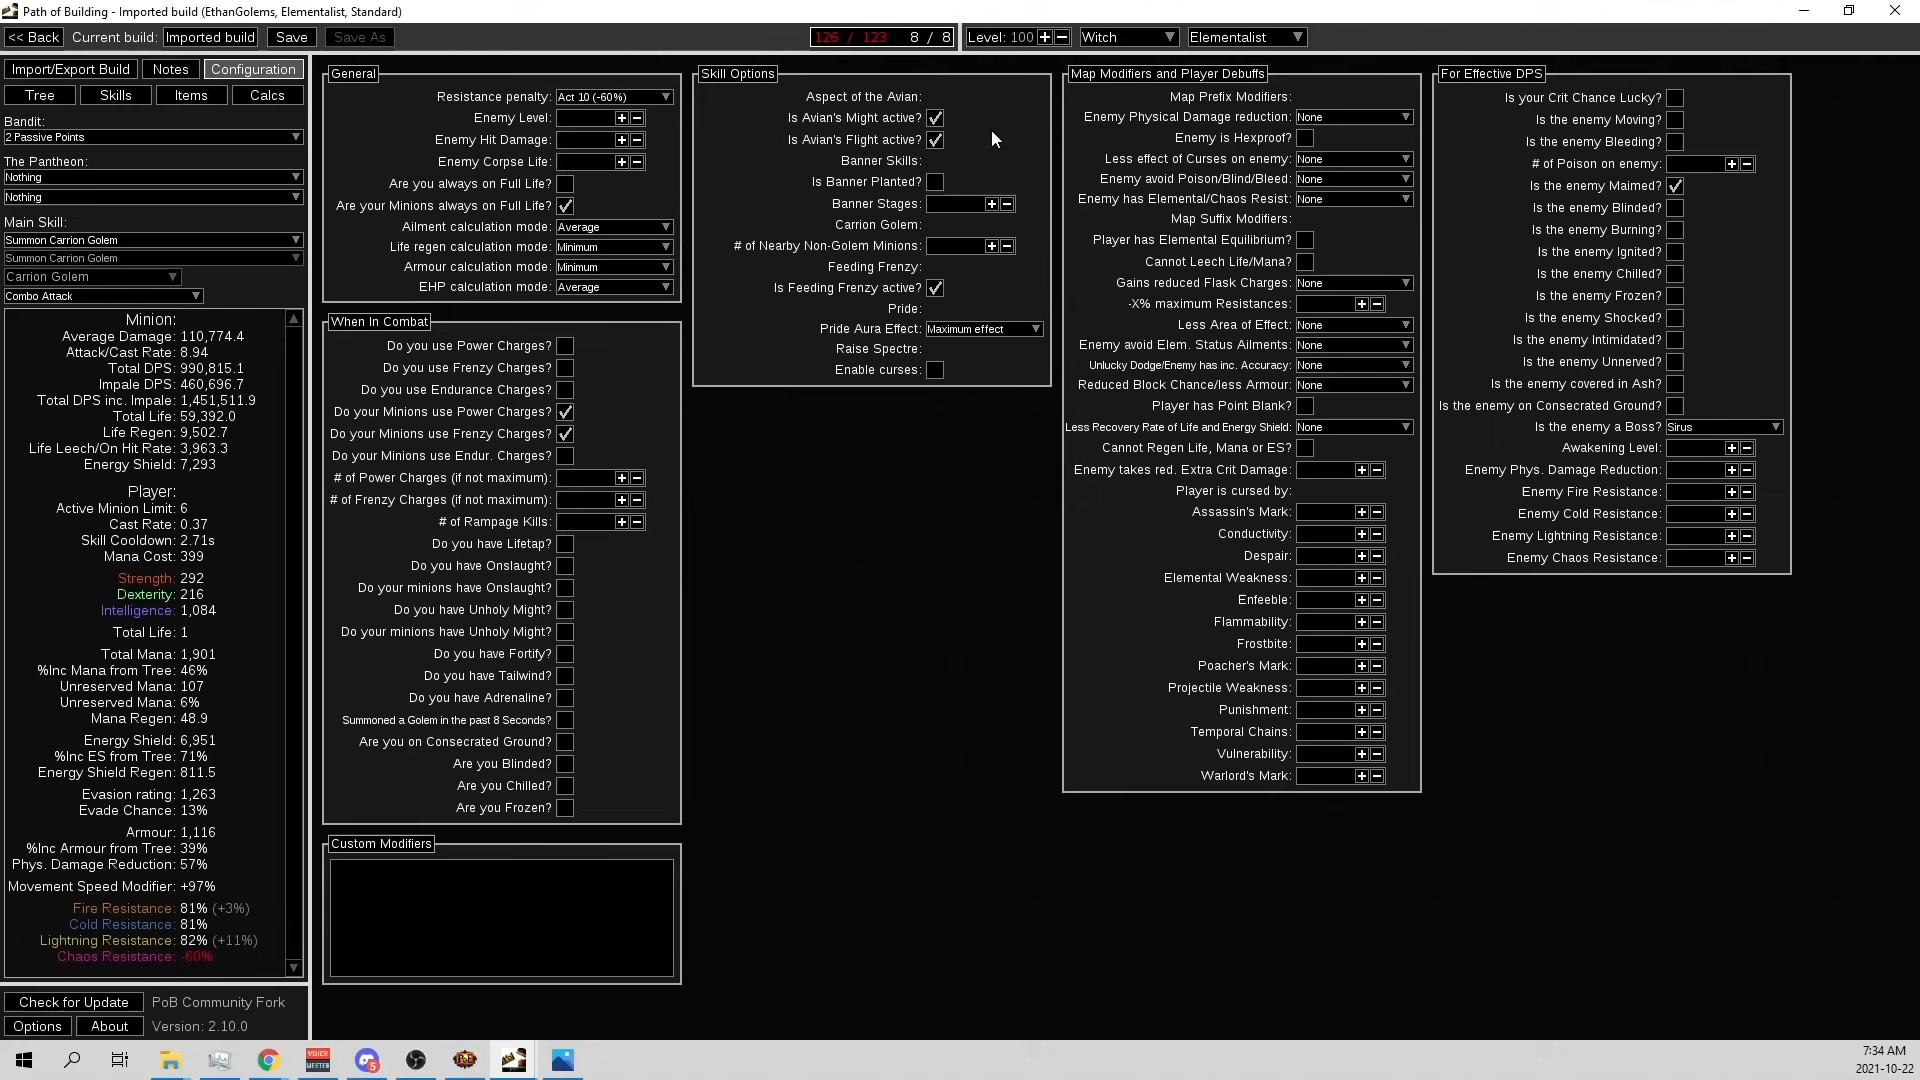 Path of Building - Imported build (EthanGolems, Elementalist, Standard)
<< Back Current build: Imported build Save Save As 126 / 123 8 / 8 Level: 100 + − Witch Elementalist
Import/Export Build Notes Configuration
Tree Skills Items Calcs
Bandit:
2 Passive Points
The Pantheon:
Nothing
Nothing
Main Skill:
Summon Carrion Golem
Summon Carrion Golem
Carrion Golem
Combo Attack
Minion:
Average Damage: 110,774.4
Attack/Cast Rate: 8.94
Total DPS: 990,815.1
Impale DPS: 460,696.7
Total DPS inc. Impale: 1,451,511.9
Total Life: 59,392.0
Life Regen: 9,502.7
Life Leech/On Hit Rate: 3,963.3
Energy Shield: 7,293
Player:
Active Minion Limit: 6
Cast Rate: 0.37
Skill Cooldown: 2.71s
Mana Cost: 399
Strength: 292
Dexterity: 216
Intelligence: 1,084
Total Life: 1
Total Mana: 1,901
%Inc Mana from Tree: 46%
Unreserved Mana: 107
Unreserved Mana: 6%
Mana Regen: 48.9
Energy Shield: 6,951
%Inc ES from Tree: 71%
Energy Shield Regen: 811.5
Evasion rating: 1,263
Evade Chance: 13%
Armour: 1,116
%Inc Armour from Tree: 39%
Phys. Damage Reduction: 57%
Movement Speed Modifier: +97%
Fire Resistance: 81% (+3%)
Cold Resistance: 81%
Lightning Resistance: 82% (+11%)
Chaos Resistance: -60%
Check for Update PoB Community Fork
Options About Version: 2.10.0
General
Resistance penalty: Act 10 (-60%)
Enemy Level:
Enemy Hit Damage:
Enemy Corpse Life:
Are you always on Full Life?
Are your Minions always on Full Life?
Ailment calculation mode: Average
Life regen calculation mode: Minimum
Armour calculation mode: Minimum
EHP calculation mode: Average
When In Combat
Do you use Power Charges?
Do you use Frenzy Charges?
Do you use Endurance Charges?
Do your Minions use Power Charges?
Do your Minions use Frenzy Charges?
Do your Minions use Endur. Charges?
# of Power Charges (if not maximum):
# of Frenzy Charges (if not maximum):
# of Rampage Kills:
Do you have Lifetap?
Do you have Onslaught?
Do your minions have Onslaught?
Do you have Unholy Might?
Do your minions have Unholy Might?
Do you have Fortify?
Do you have Tailwind?
Do you have Adrenaline?
Summoned a Golem in the past 8 Seconds?
Are you on Consecrated Ground?
Are you Blinded?
Are you Chilled?
Are you Frozen?
Custom Modifiers
Skill Options
Aspect of the Avian:
Is Avian's Might active?
Is Avian's Flight active?
Banner Skills:
Is Banner Planted?
Banner Stages:
Carrion Golem:
# of Nearby Non-Golem Minions:
Feeding Frenzy:
Is Feeding Frenzy active?
Pride:
Pride Aura Effect: Maximum effect
Raise Spectre:
Enable curses:
Map Modifiers and Player Debuffs
Map Prefix Modifiers:
Enemy Physical Damage reduction: None
Enemy is Hexproof?
Less effect of Curses on enemy: None
Enemy avoid Poison/Blind/Bleed: None
Enemy has Elemental/Chaos Resist: None
Map Suffix Modifiers:
Player has Elemental Equilibrium?
Cannot Leech Life/Mana?
Gains reduced Flask Charges: None
-X% maximum Resistances:
Less Area of Effect: None
Enemy avoid Elem. Status Ailments: None
Unlucky Dodge/Enemy has inc. Accuracy: None
Reduced Block Chance/less Armour: None
Player has Point Blank?
Less Recovery Rate of Life and Energy Shield: None
Cannot Regen Life, Mana or ES?
Enemy takes red. Extra Crit Damage:
Player is cursed by:
Assassin's Mark:
Conductivity:
Despair:
Elemental Weakness:
Enfeeble:
Flammability:
Frostbite:
Poacher's Mark:
Projectile Weakness:
Punishment:
Temporal Chains:
Vulnerability:
Warlord's Mark:
For Effective DPS
Is your Crit Chance Lucky?
Is the enemy Moving?
Is the enemy Bleeding?
# of Poison on enemy:
Is the enemy Maimed?
Is the enemy Blinded?
Is the enemy Burning?
Is the enemy Ignited?
Is the enemy Chilled?
Is the enemy Frozen?
Is the enemy Shocked?
Is the enemy Intimidated?
Is the enemy Unnerved?
Is the enemy covered in Ash?
Is the enemy on Consecrated Ground?
Is the enemy a Boss? Sirus
Awakening Level:
Enemy Phys. Damage Reduction:
Enemy Fire Resistance:
Enemy Cold Resistance:
Enemy Lightning Resistance:
Enemy Chaos Resistance:
VOICE
MEETER
5
7:34 AM
2021-10-22